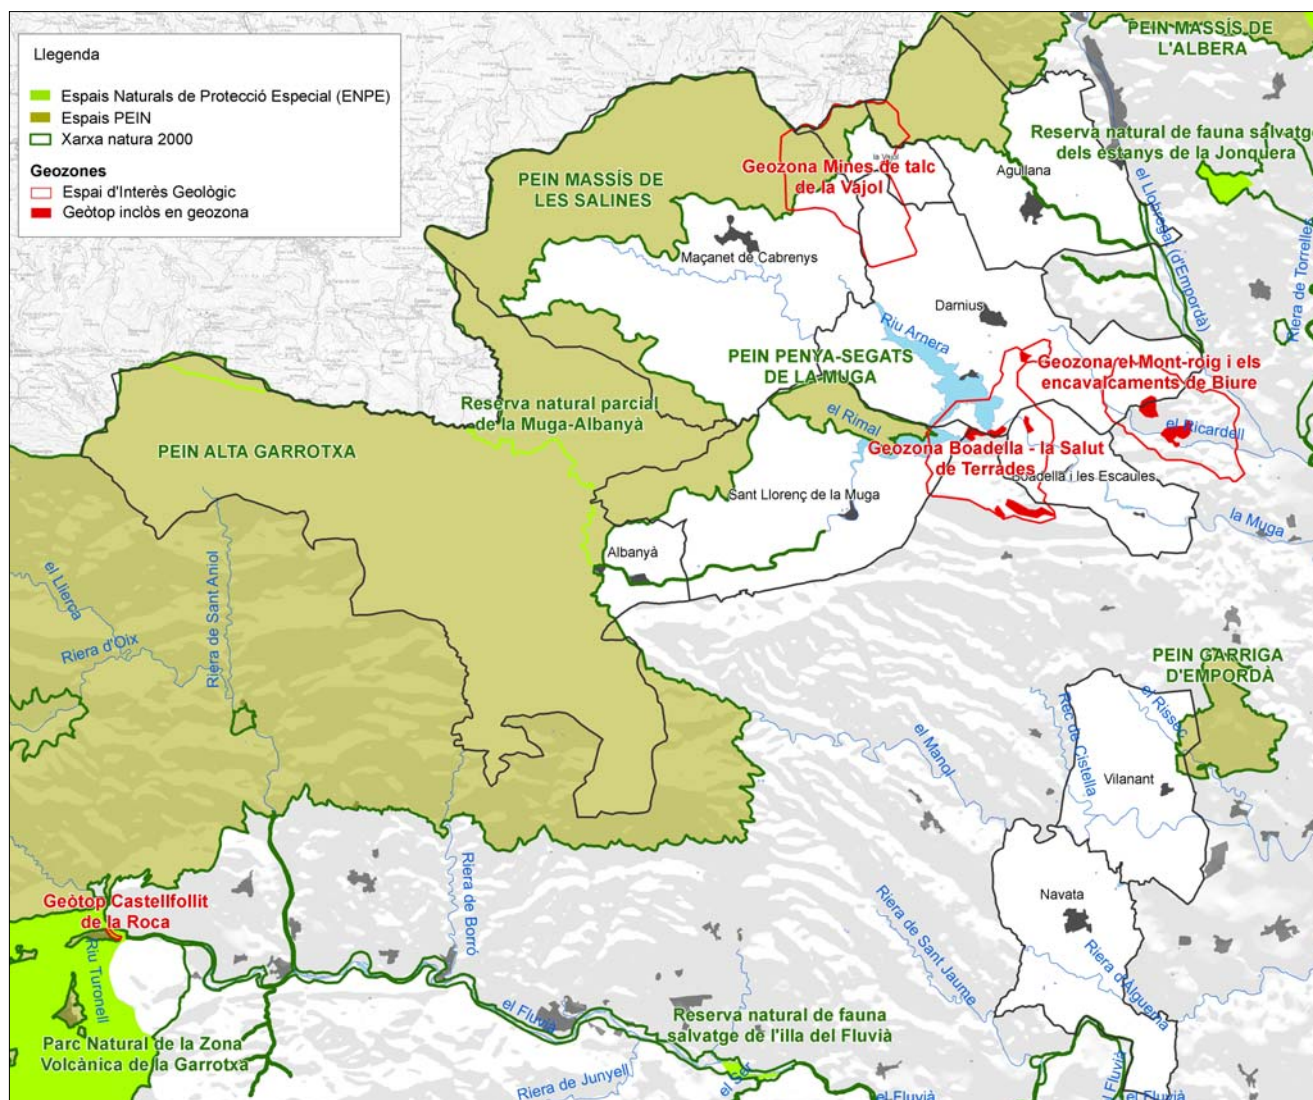 Llegenda
Espais Naturals de Protecció Especial (ENPE)
Espais PEIN
Xarxa natura 2000
Geozones
Espai d'Interès Geològic
Geòtop inclòs en geozona
PEIN MASSÍS DE
L'ALBERA
Reserva natural de fauna salvatge
dels estanys de la Jonquera
Geozona Mines de talc
de la Vajol
la Vajol
Agullana
PEIN MASSÍS DE
LES SALINES
el Llobregat (d'Empordà)
Riera de Torrelles
Maçanet de Cabrenys
Darnius
Riu Arnera
PEIN PENYA-SEGATS
DE LA MUGA
Geozona el Mont-roig i els
encavalcaments de Biure
Reserva natural parcial
de la Muga-Albanyà
el Rimal
el Ricardell
PEIN ALTA GARROTXA
Geozona Boadella - la Salut
de Terrades
Boadella i les Escaules
Sant Llorenç de la Muga
la Muga
Albanyà
el Llierca
Riera de Sant Aniol
Riera d'Oix
PEIN GARRIGA
D'EMPORDÀ
el Rissec
Rec de Cistella
el Manol
Vilanant
Riera de Borró
Navata
Geòtop Castellfollit
de la Roca
Riera de Sant Jaume
Riera d'Àlguema
Riu Turonell
el Fluvià
Reserva natural de fauna
salvatge de l'illa del Fluvià
Parc Natural de la Zona
Volcànica de la Garrotxa
Riera de Junyell
el Ser
el Fluvià
el Fluvià
el Fluvià